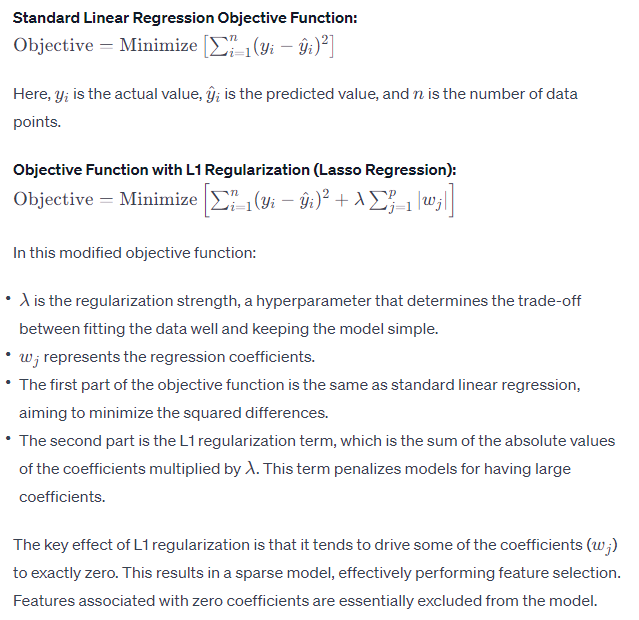 Standard Linear Regression Objective Function:
Objective = Minimize [∑ⁿᵢ₌₁(yᵢ − ŷᵢ)²]
Here, yᵢ is the actual value, ŷᵢ is the predicted value, and n is the number of data
points.
Objective Function with L1 Regularization (Lasso Regression):
Objective = Minimize [∑ⁿᵢ₌₁(yᵢ − ŷᵢ)² + λ∑ᵖⱼ₌₁ |wⱼ|]
In this modified objective function:
• λ is the regularization strength, a hyperparameter that determines the trade-off
between fitting the data well and keeping the model simple.
• wⱼ represents the regression coefficients.
• The first part of the objective function is the same as standard linear regression,
aiming to minimize the squared differences.
• The second part is the L1 regularization term, which is the sum of the absolute values
of the coefficients multiplied by λ. This term penalizes models for having large
coefficients.
The key effect of L1 regularization is that it tends to drive some of the coefficients (wⱼ)
to exactly zero. This results in a sparse model, effectively performing feature selection.
Features associated with zero coefficients are essentially excluded from the model.